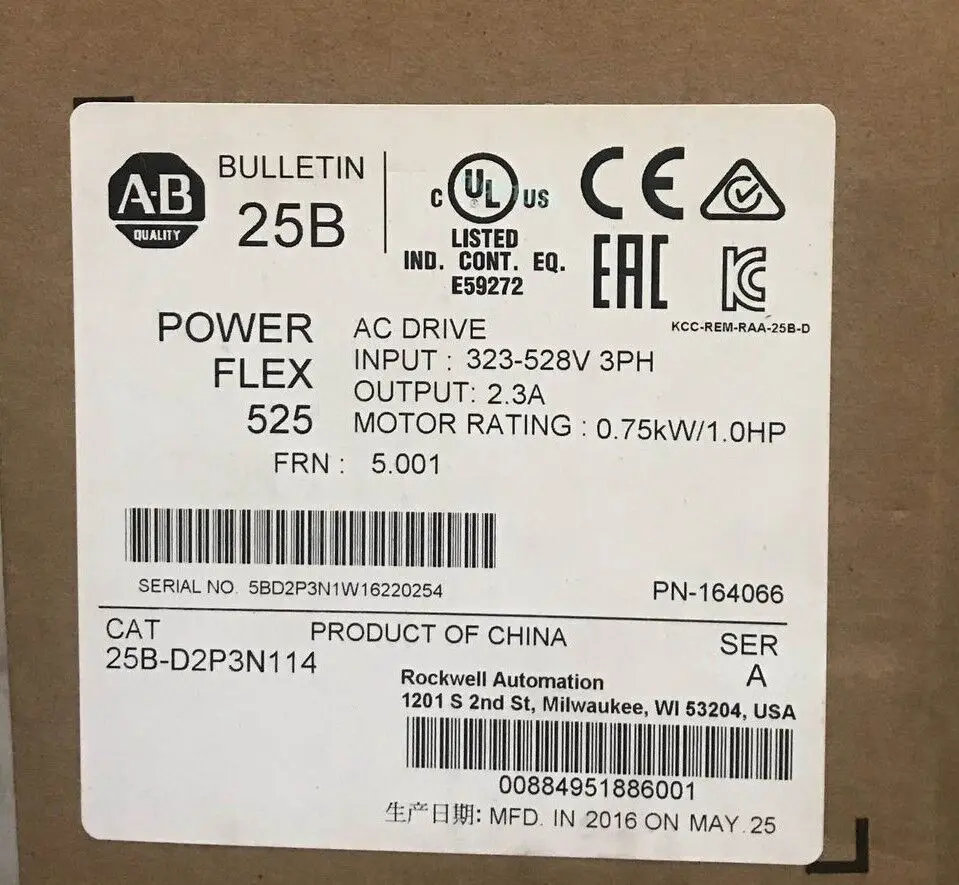 A·B
QUALITY
BULLETIN
25B
C UL US
LISTED
IND. CONT. EQ.
E59272
CE
EAC
KC
KCC-REM-RAA-25B-D
POWER
FLEX
525
AC DRIVE
INPUT : 323-528V 3PH
OUTPUT: 2.3A
MOTOR RATING : 0.75kW/1.0HP
FRN : 5.001
SERIAL NO. 5BD2P3N1W16220254
PN-164066
CAT
25B-D2P3N114
PRODUCT OF CHINA
SER
A
Rockwell Automation
1201 S 2nd St, Milwaukee, WI 53204, USA
00884951886001
生产日期: MFD. IN 2016 ON MAY. 25